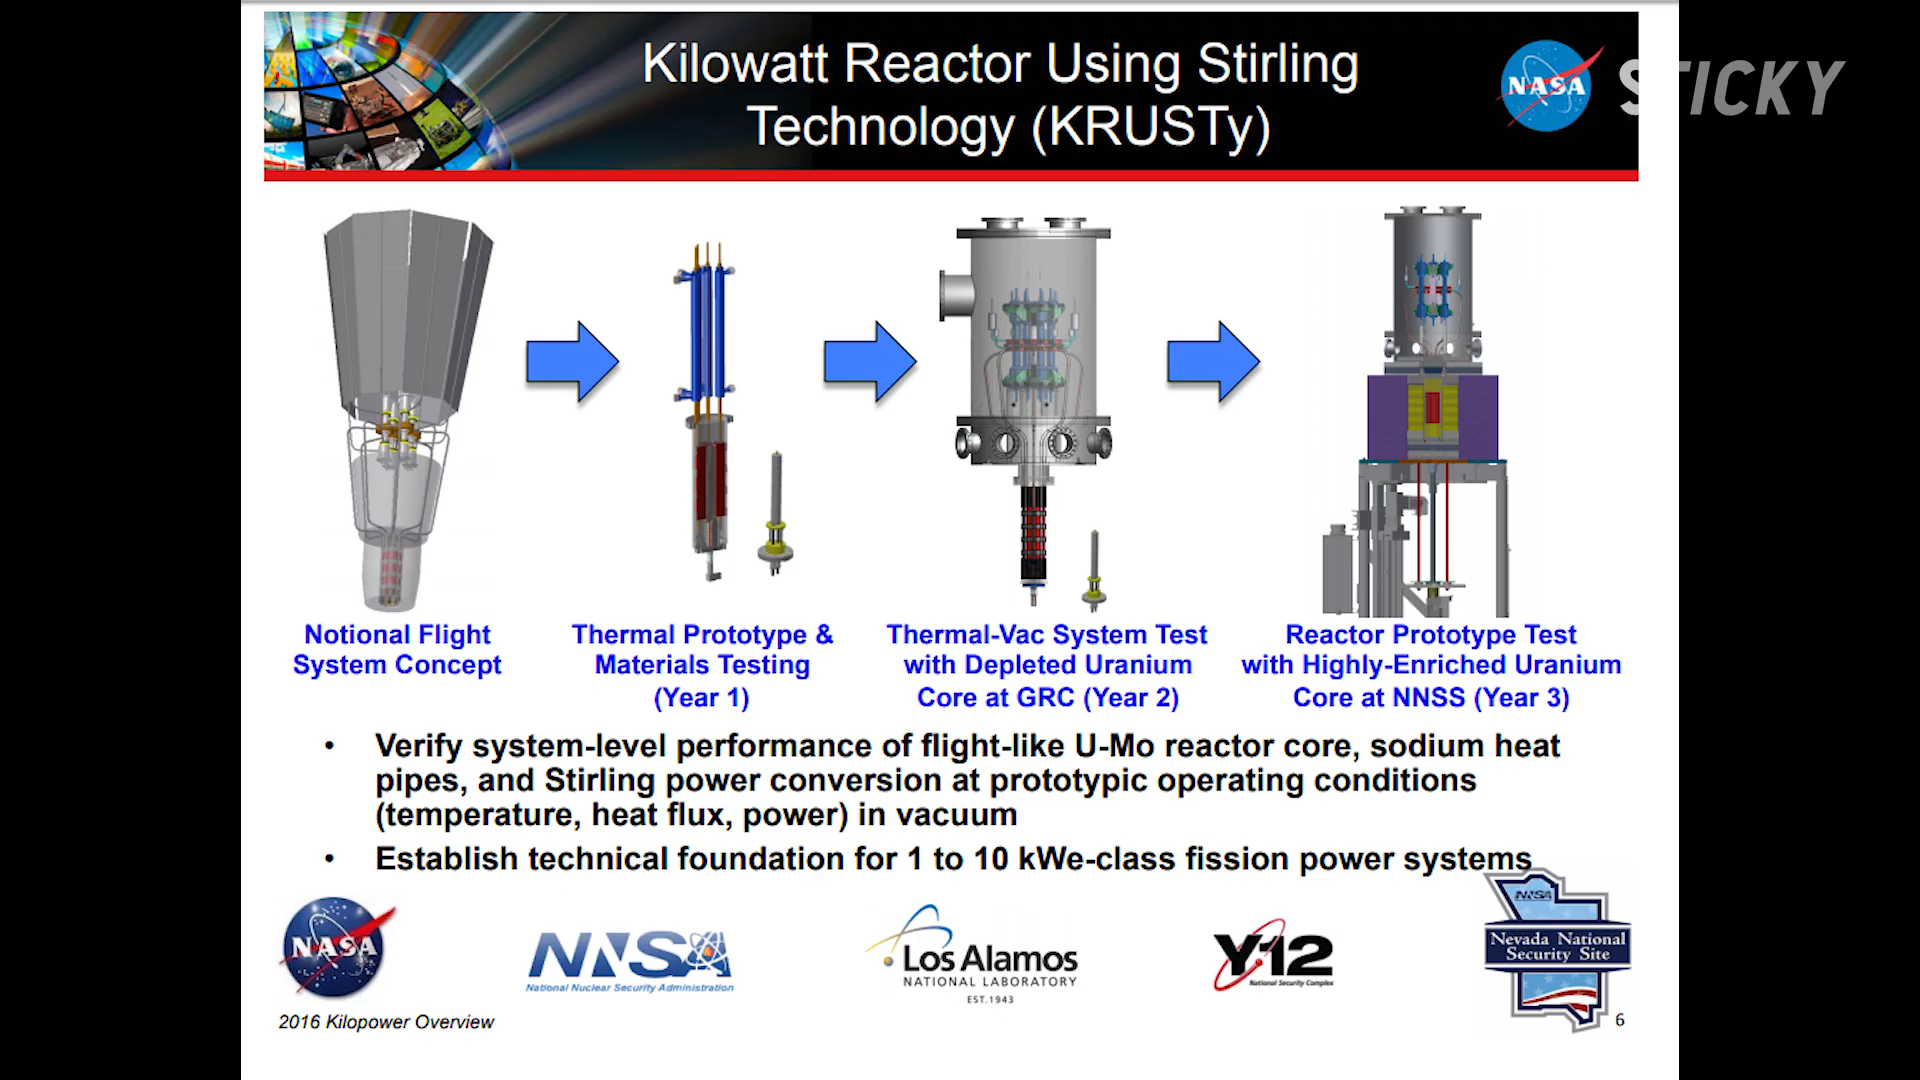 Kilowatt Reactor Using Stirling
Technology (KRUSTy)
NASA
STICKY
Notional Flight
System Concept
Thermal Prototype &
Materials Testing
(Year 1)
Thermal-Vac System Test
with Depleted Uranium
Core at GRC (Year 2)
Reactor Prototype Test
with Highly-Enriched Uranium
Core at NNSS (Year 3)
• Verify system-level performance of flight-like U-Mo reactor core, sodium heat
pipes, and Stirling power conversion at prototypic operating conditions
(temperature, heat flux, power) in vacuum
• Establish technical foundation for 1 to 10 kWe-class fission power systems
NASA
NNSA
National Nuclear Security Administration
Los Alamos
NATIONAL LABORATORY
EST.1943
Y-12
National Security Complex
NNSA
Nevada National
Security Site
2016 Kilopower Overview
6